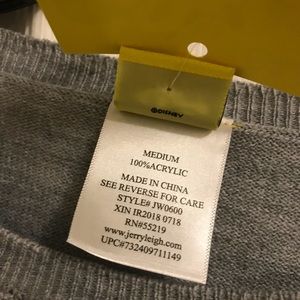 ©DISNEY
MEDIUM
100%ACRYLIC
MADE IN CHINA
SEE REVERSE FOR CARE
STYLE# JW0600
XIN IR2018 0718
RN#55219
www.jerryleigh.com
UPC#732409711149